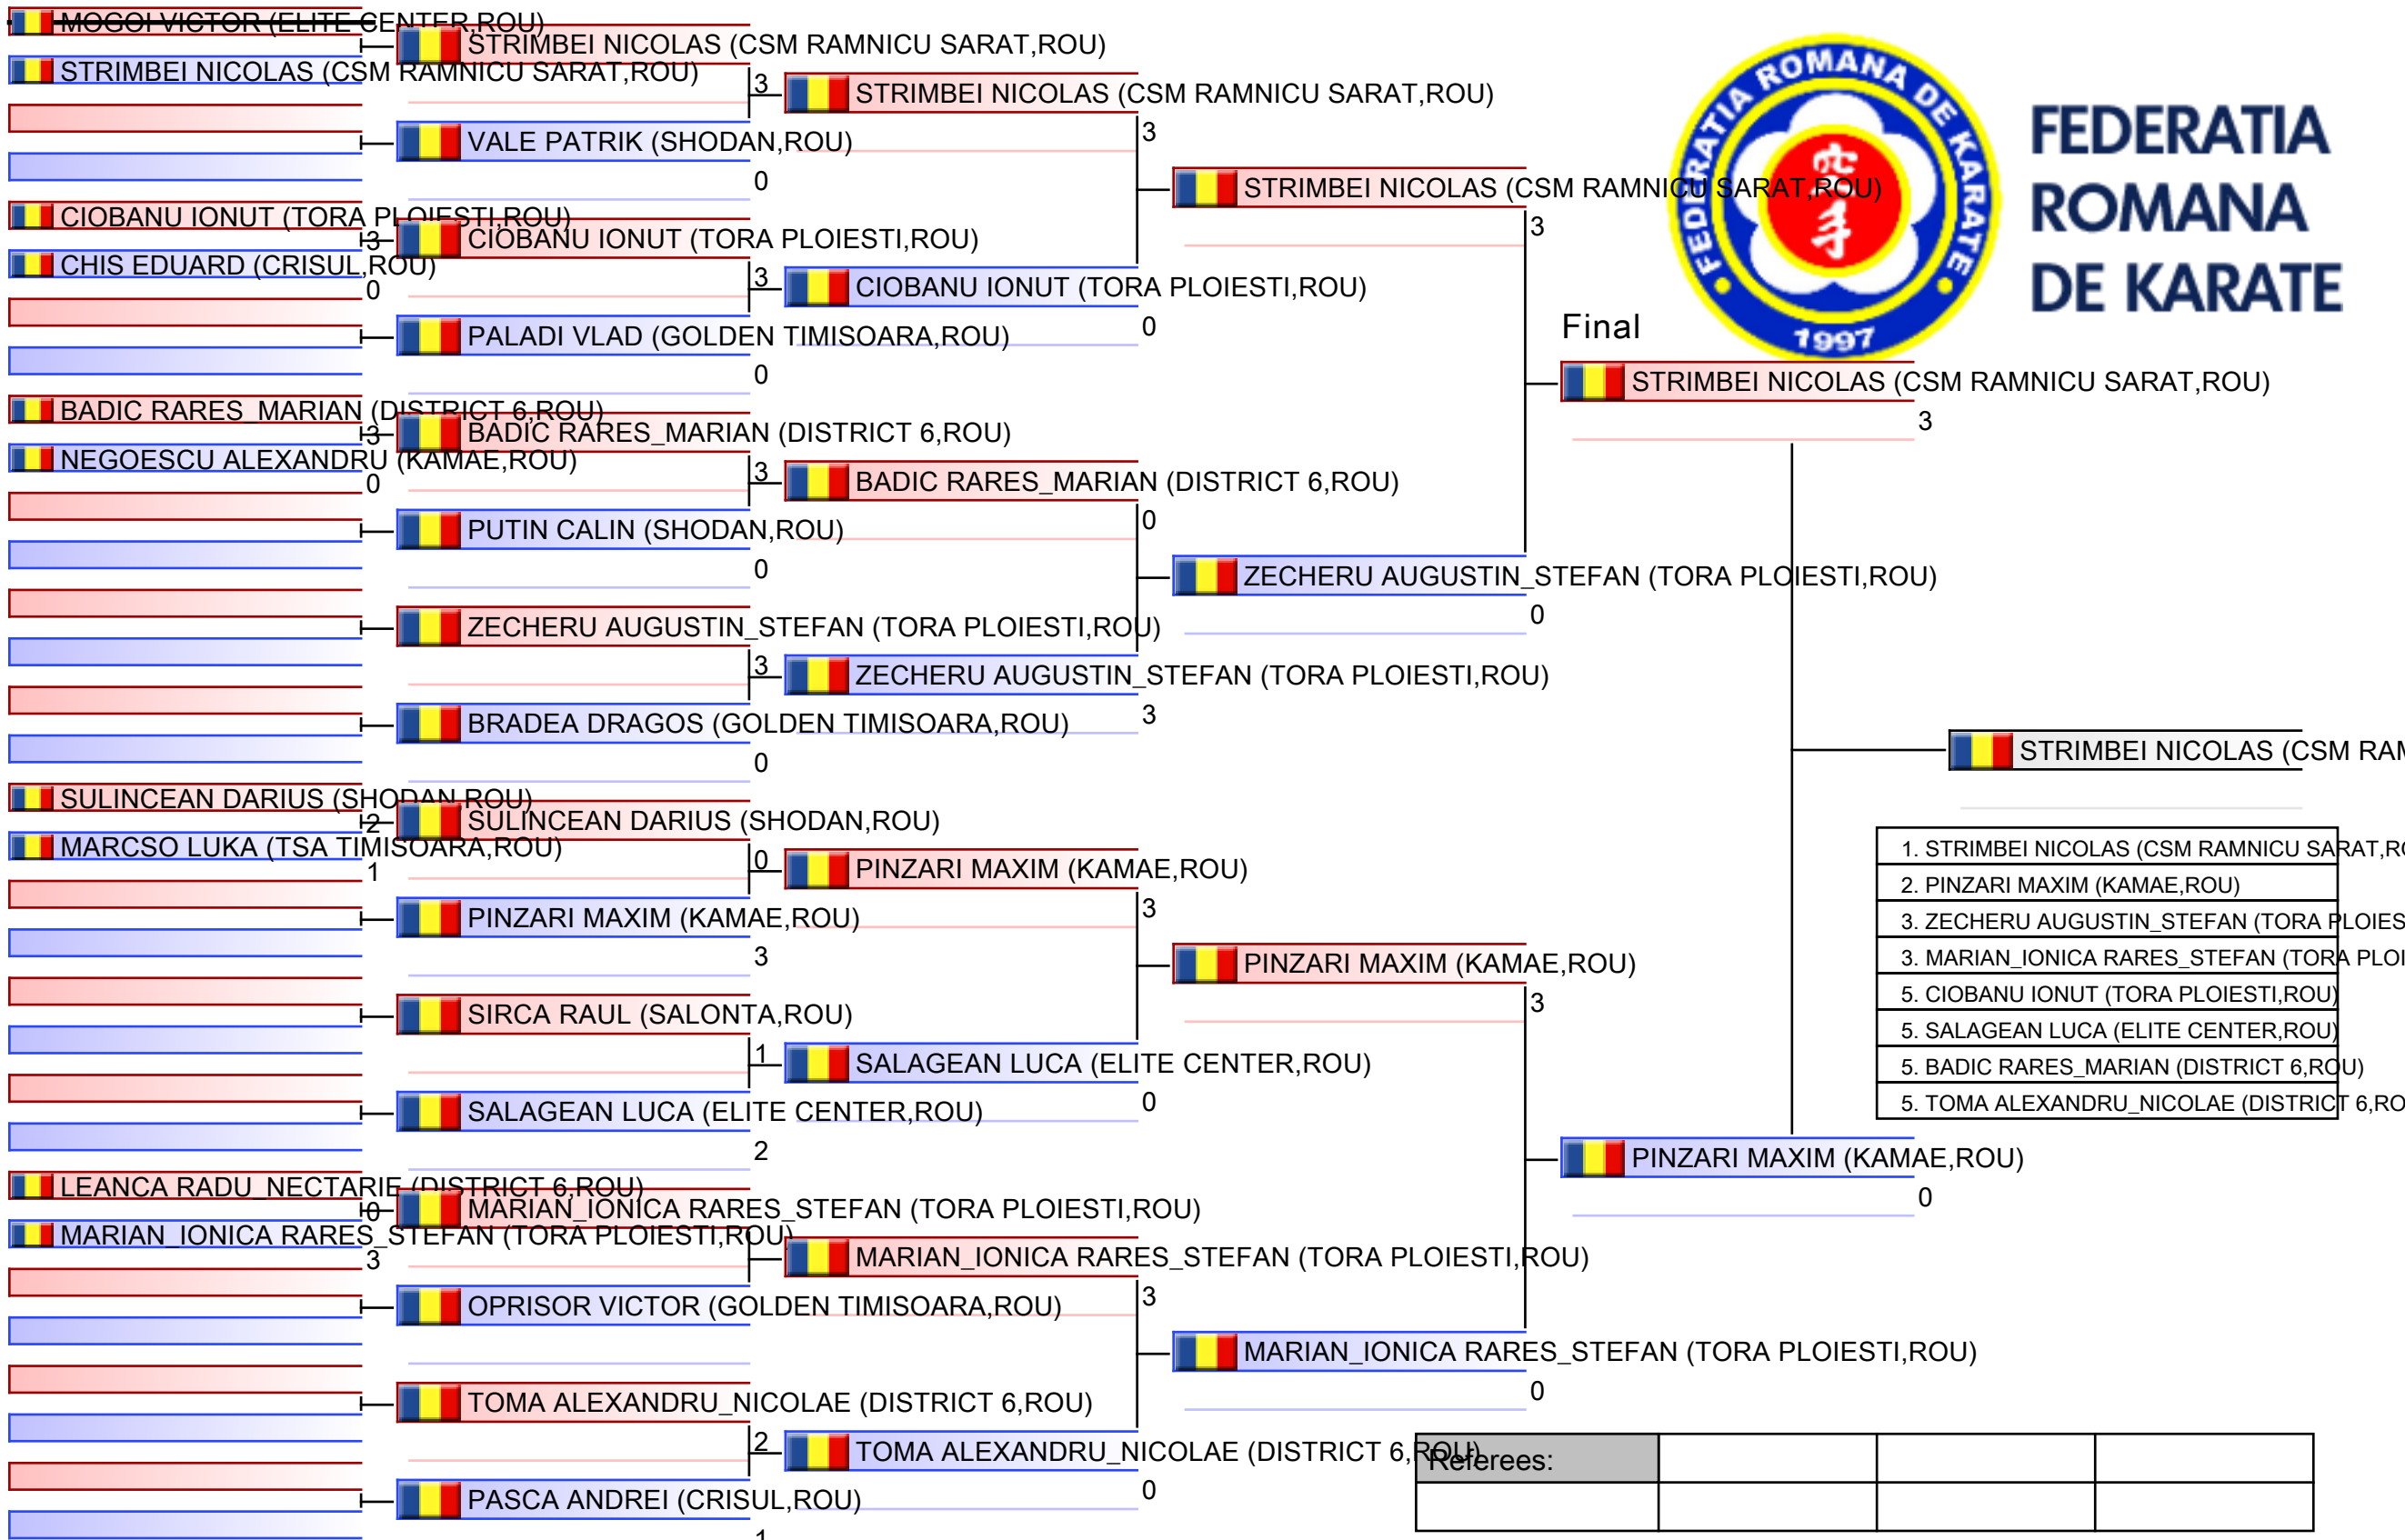 MOGOI VICTOR (ELITE CENTER,ROU)
STRIMBEI NICOLAS (CSM RAMNICU SARAT,ROU)
CIOBANU IONUT (TORA PLOIESTI,ROU)
3
CHIS EDUARD (CRISUL,ROU)
0
BADIC RARES_MARIAN (DISTRICT 6,ROU)
3
NEGOESCU ALEXANDRU (KAMAE,ROU)
0
SULINCEAN DARIUS (SHODAN,ROU)
2
MARCSO LUKA (TSA TIMISOARA,ROU)
1
LEANCA RADU_NECTARIE (DISTRICT 6,ROU)
0
MARIAN_IONICA RARES_STEFAN (TORA PLOIESTI,ROU)
3
STRIMBEI NICOLAS (CSM RAMNICU SARAT,ROU)
3
VALE PATRIK (SHODAN,ROU)
0
CIOBANU IONUT (TORA PLOIESTI,ROU)
3
PALADI VLAD (GOLDEN TIMISOARA,ROU)
0
BADIC RARES_MARIAN (DISTRICT 6,ROU)
3
PUTIN CALIN (SHODAN,ROU)
0
ZECHERU AUGUSTIN_STEFAN (TORA PLOIESTI,ROU)
3
BRADEA DRAGOS (GOLDEN TIMISOARA,ROU)
0
SULINCEAN DARIUS (SHODAN,ROU)
0
PINZARI MAXIM (KAMAE,ROU)
3
SIRCA RAUL (SALONTA,ROU)
1
SALAGEAN LUCA (ELITE CENTER,ROU)
2
MARIAN_IONICA RARES_STEFAN (TORA PLOIESTI,ROU)
OPRISOR VICTOR (GOLDEN TIMISOARA,ROU)
TOMA ALEXANDRU_NICOLAE (DISTRICT 6,ROU)
2
PASCA ANDREI (CRISUL,ROU)
1
STRIMBEI NICOLAS (CSM RAMNICU SARAT,ROU)
3
CIOBANU IONUT (TORA PLOIESTI,ROU)
0
BADIC RARES_MARIAN (DISTRICT 6,ROU)
0
ZECHERU AUGUSTIN_STEFAN (TORA PLOIESTI,ROU)
3
PINZARI MAXIM (KAMAE,ROU)
3
SALAGEAN LUCA (ELITE CENTER,ROU)
0
MARIAN_IONICA RARES_STEFAN (TORA PLOIESTI,ROU)
3
TOMA ALEXANDRU_NICOLAE (DISTRICT 6,ROU)
0
STRIMBEI NICOLAS (CSM RAMNICU SARAT,ROU)
3
ZECHERU AUGUSTIN_STEFAN (TORA PLOIESTI,ROU)
0
PINZARI MAXIM (KAMAE,ROU)
3
MARIAN_IONICA RARES_STEFAN (TORA PLOIESTI,ROU)
0
Final
STRIMBEI NICOLAS (CSM RAMNICU SARAT,ROU)
3
PINZARI MAXIM (KAMAE,ROU)
0
FEDERATIA ROMANA DE KARATE
空手
1997
FEDERATIA
ROMANA
DE KARATE
STRIMBEI NICOLAS (CSM RAM
1. STRIMBEI NICOLAS (CSM RAMNICU SARAT,RO
2. PINZARI MAXIM (KAMAE,ROU)
3. ZECHERU AUGUSTIN_STEFAN (TORA PLOIES
3. MARIAN_IONICA RARES_STEFAN (TORA PLOI
5. CIOBANU IONUT (TORA PLOIESTI,ROU)
5. SALAGEAN LUCA (ELITE CENTER,ROU)
5. BADIC RARES_MARIAN (DISTRICT 6,ROU)
5. TOMA ALEXANDRU_NICOLAE (DISTRICT 6,RO
Referees: